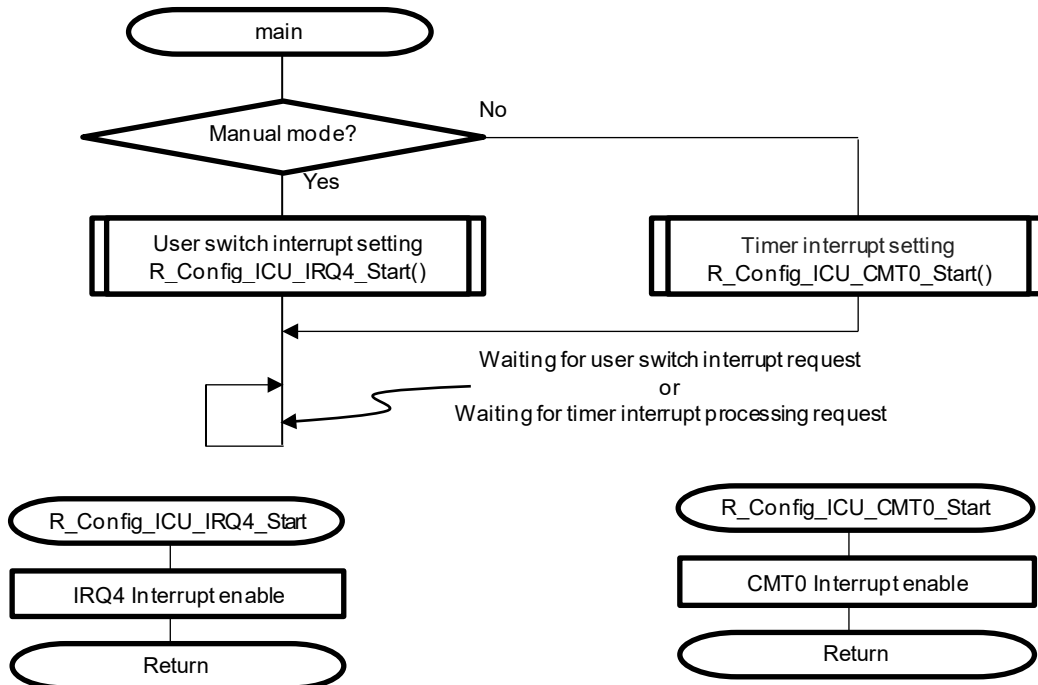 main
Manual mode?
No
Yes
User switch interrupt setting
R_Config_ICU_IRQ4_Start()
Timer interrupt setting
R_Config_ICU_CMT0_Start()
Waiting for user switch interrupt request
or
Waiting for timer interrupt processing request
R_Config_ICU_IRQ4_Start
IRQ4 Interrupt enable
Return
R_Config_ICU_CMT0_Start
CMT0 Interrupt enable
Return